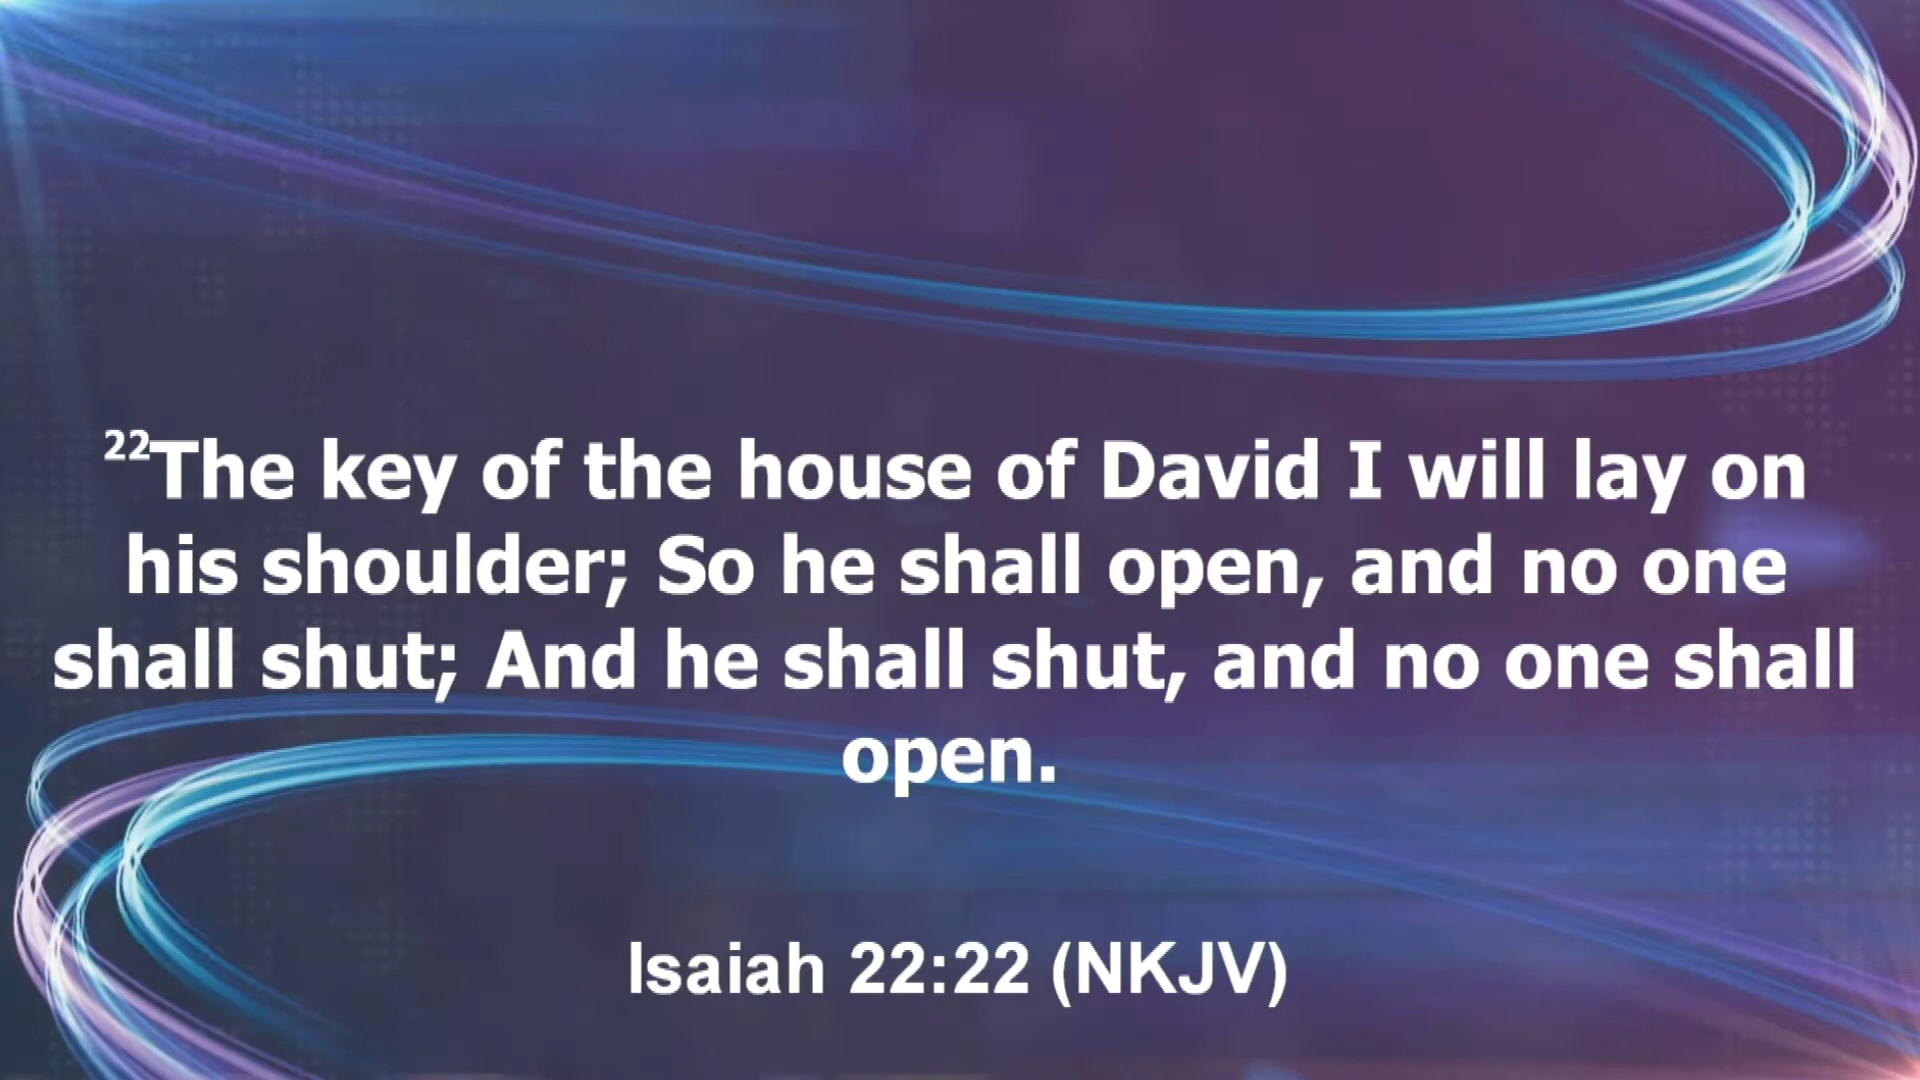 22The key of the house of David I will lay on
his shoulder; So he shall open, and no one
shall shut; And he shall shut, and no one shall
open.
Isaiah 22:22 (NKJV)